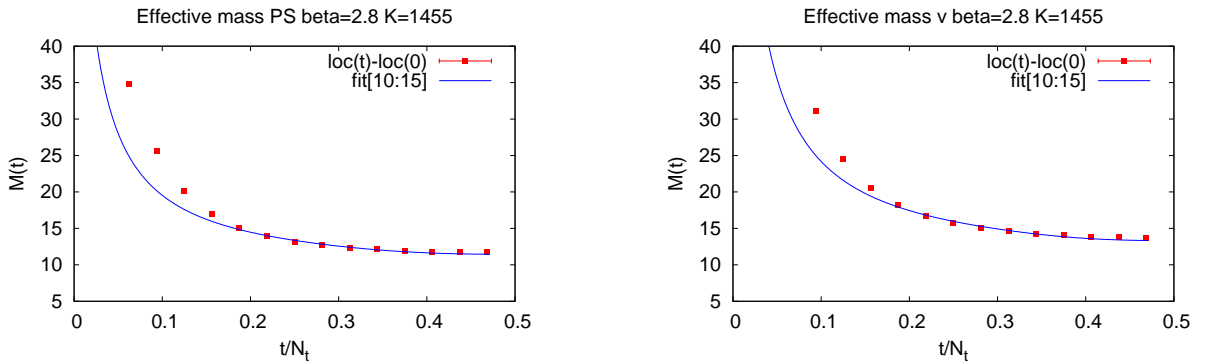 Effective mass PS beta=2.8 K=1455
40
35
30
25
20
15
10
5
M(t)
loc(t)-loc(0)
fit[10:15]
0
0.1
0.2
0.3
0.4
0.5
t/Nt
Effective mass v beta=2.8 K=1455
40
35
30
25
20
15
10
5
M(t)
loc(t)-loc(0)
fit[10:15]
0
0.1
0.2
0.3
0.4
0.5
t/Nt